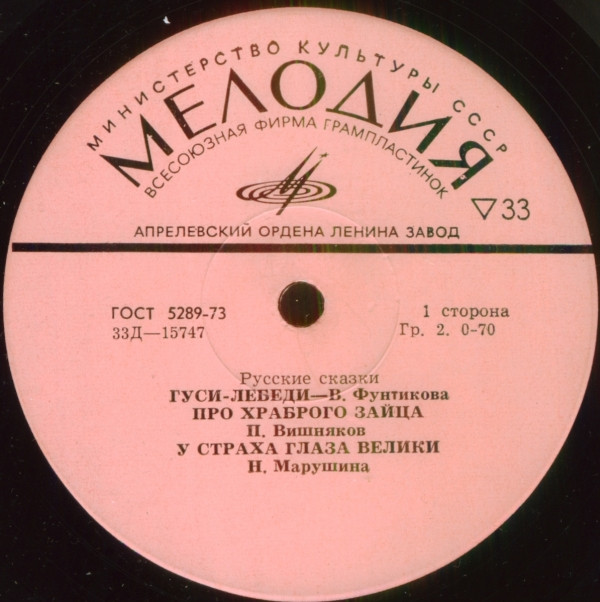 МИНИСТЕРСТВО КУЛЬТУРЫ СССР
МЕЛОДИЯ
ВСЕСОЮЗНАЯ ФИРМА ГРАМПЛАСТИНОК
33
АПРЕЛЕВСКИЙ ОРДЕНА ЛЕНИНА ЗАВОД
ГОСТ 5289-73
1 сторона
33Д—15747
Гр. 2. 0-70
Русские сказки
ГУСИ-ЛЕБЕДИ—В. Фунтикова
ПРО ХРАБРОГО ЗАЙЦА
П. Вишняков
У СТРАХА ГЛАЗА ВЕЛИКИ
Н. Марушина